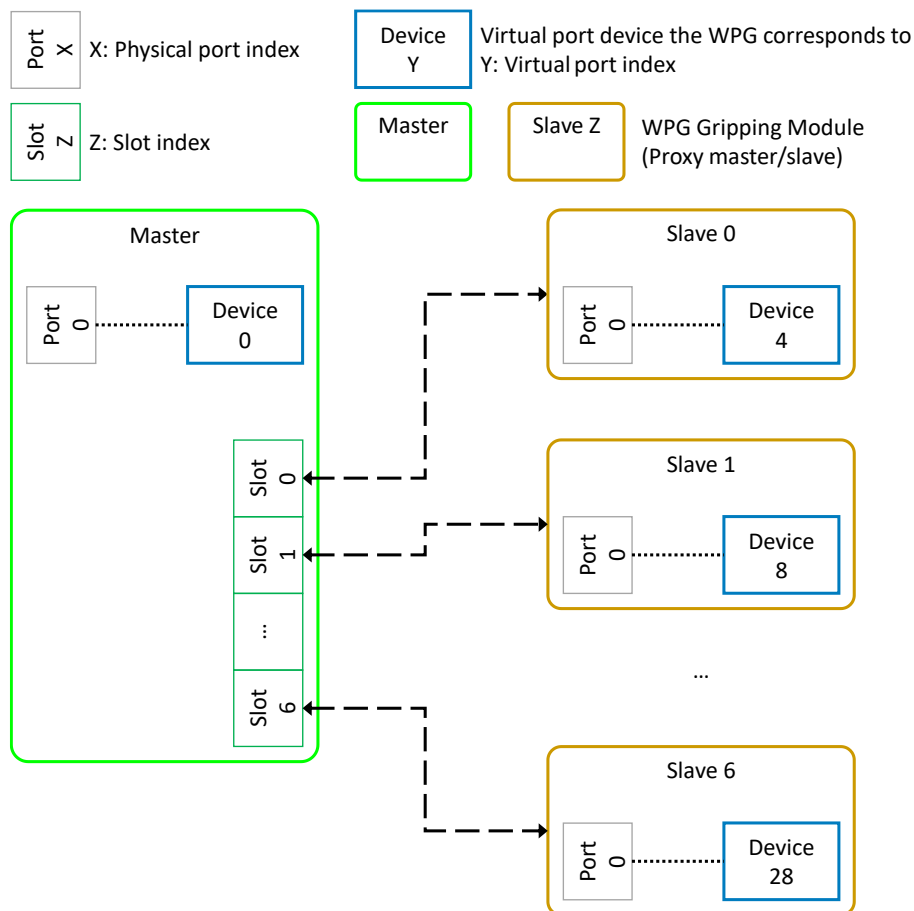 Port
X
X: Physical port index
Device
Y
Virtual port device the WPG corresponds to
Y: Virtual port index
Slot
Z
Z: Slot index
Master
Slave Z
WPG Gripping Module
(Proxy master/slave)
Master
Port
0
Device
0
Slot
0
Slot
1
...
Slot
6
Slave 0
Port
0
Device
4
Slave 1
Port
0
Device
8
...
Slave 6
Port
0
Device
28